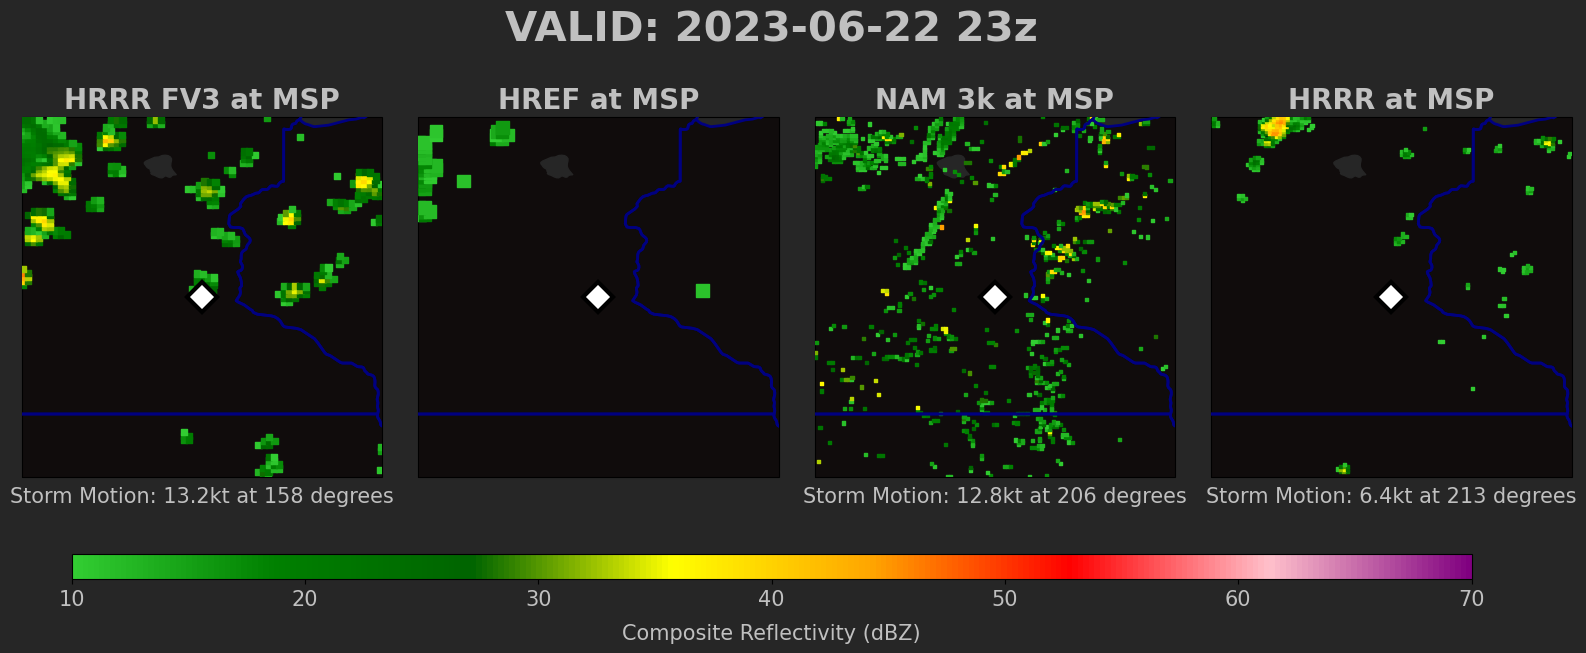 VALID: 2023-06-22 23z
HRRR FV3 at MSP
HREF at MSP
NAM 3k at MSP
HRRR at MSP
Storm Motion: 13.2kt at 158 degrees
Storm Motion: 12.8kt at 206 degrees
Storm Motion: 6.4kt at 213 degrees
10 20 30 40 50 60 70
Composite Reflectivity (dBZ)